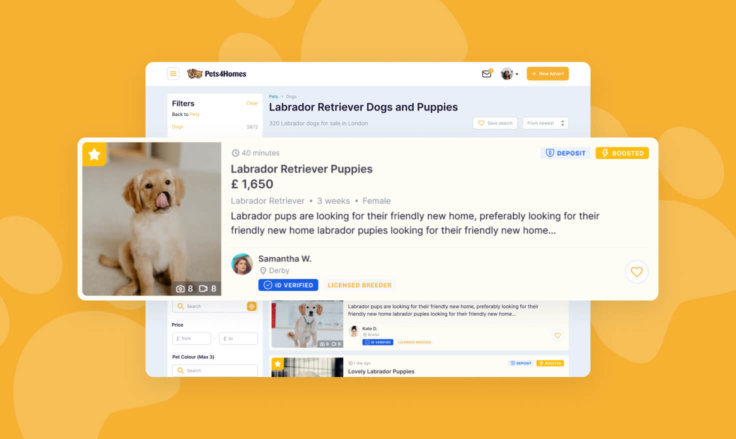 Pets4Homes
+ New Advert
Filters
Clear
Back to Pets
Dogs
Pets > Dogs
Labrador Retriever Dogs and Puppies
320 Labrador dogs for sale in London
Save search
From newest
40 minutes
DEPOSIT
BOOSTED
Labrador Retriever Puppies
£ 1,650
Labrador Retriever • 3 weeks • Female
Labrador pups are looking for their friendly new home, preferably looking for their
friendly new home labrador pupies looking for their friendly new home...
Samantha W.
Derby
ID VERIFIED
LICENSED BREEDER
8
8
Search
Price
£ from
£ to
Pet Colour (Max 3)
Search
Labrador pups are looking for their friendly new home, preferably looking for their
friendly new home labrador pupies looking for their friendly new home...
Kate D.
Bristol
ID VERIFIED
LICENSED BREEDER
DEPOSIT
BOOSTED
Lovely Labrador Puppies